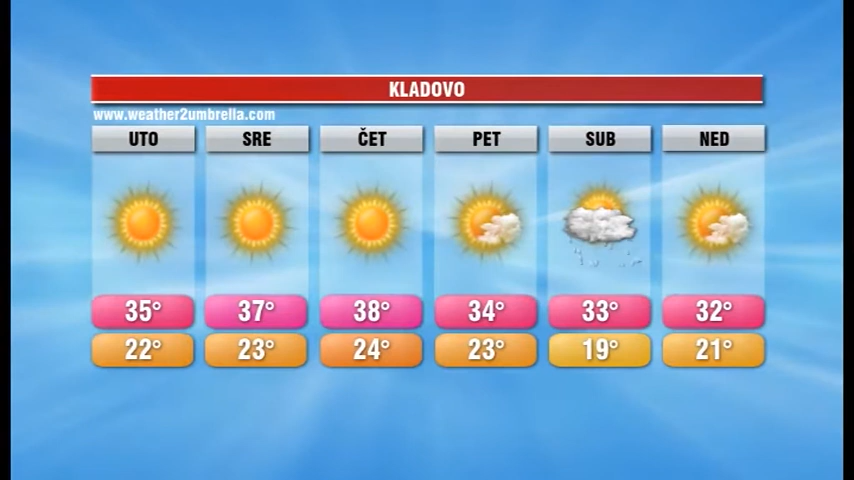 KLADOVO
www.weather2umbrella.com
UTO SRE ČET PET SUB NED
35° 37° 38° 34° 33° 32°
22° 23° 24° 23° 19° 21°